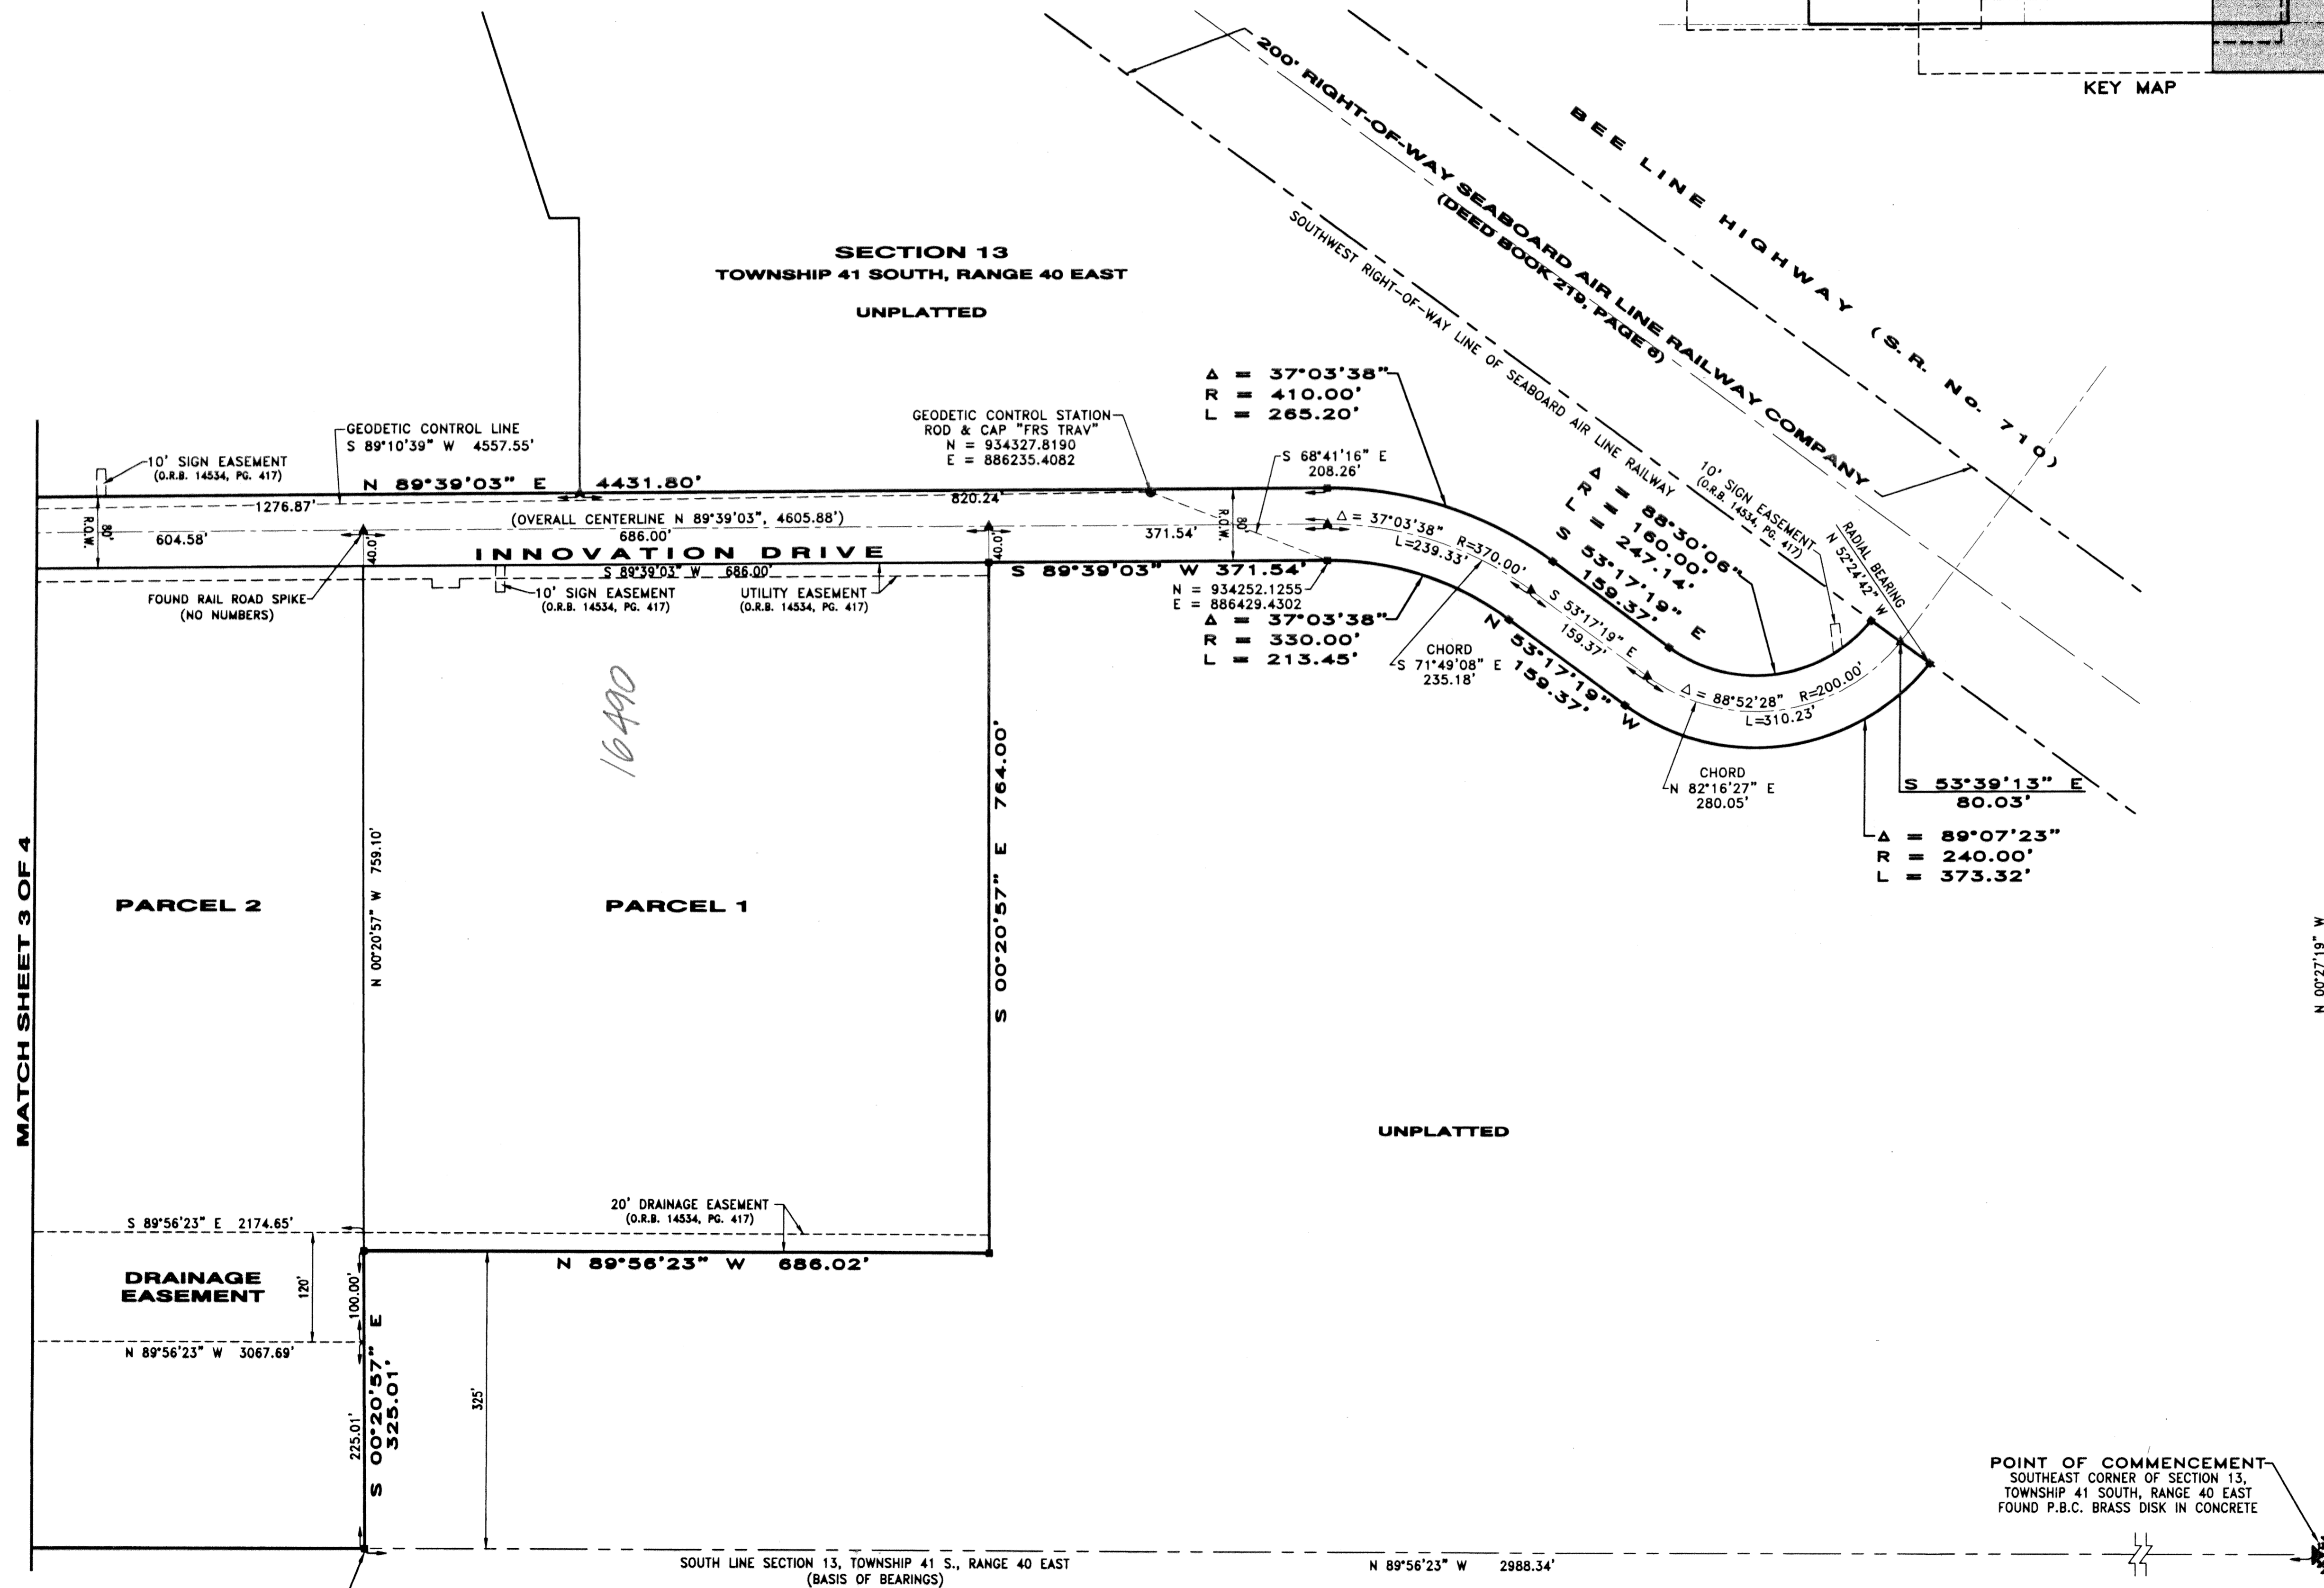 KEY MAP
200' RIGHT-OF-WAY SEABOARD AIR LINE RAILWAY COMPANY
(DEED BOOK 219, PAGE 8)
BEE LINE HIGHWAY (S. R. No. 710)
SOUTHWEST RIGHT-OF-WAY LINE OF SEABOARD AIR LINE RAILWAY
SECTION 13
TOWNSHIP 41 SOUTH, RANGE 40 EAST
UNPLATTED
Δ = 37°03'38"
R = 410.00'
L = 265.20'
GEODETIC CONTROL STATION
ROD & CAP "FRS TRAV"
N = 934327.8190
E = 886235.4082
GEODETIC CONTROL LINE
S 89°10'39" W 4557.55'
10' SIGN EASEMENT
(O.R.B. 14534, PG. 417)
S 68°41'16" E
208.26'
N 89°39'03" E 4431.80'
1276.87'
820.24'
80'
R.O.W.
(OVERALL CENTERLINE N 89°39'03", 4605.88')
604.58'
686.00'
371.54'
80'
R.O.W.
40.0'
40.0'
INNOVATION DRIVE
S 89°39'03" W 686.00'
S 89°39'03" W 371.54'
FOUND RAIL ROAD SPIKE
(NO NUMBERS)
10' SIGN EASEMENT
(O.R.B. 14534, PG. 417)
UTILITY EASEMENT
(O.R.B. 14534, PG. 417)
N = 934252.1255
E = 886429.4302
Δ = 37°03'38"
R = 330.00'
L = 213.45'
Δ = 37°03'38"
R=370.00'
L=239.33'
CHORD
S 71°49'08" E
235.18'
S 53°17'19" E
159.37'
N 53°17'19" W
159.37'
Δ = 88°30'06"
R = 160.00'
L = 247.14'
S 53°17'19" E
159.37'
10' SIGN EASEMENT
(O.R.B. 14534, PG. 417)
RADIAL BEARING
N 52°24'42" W
Δ = 88°52'28" R=200.00'
L=310.23'
CHORD
N 82°16'27" E
280.05'
S 53°39'13" E
80.03'
Δ = 89°07'23"
R = 240.00'
L = 373.32'
16490
MATCH SHEET 3 OF 4
PARCEL 2
N 00°20'57" W 759.10'
PARCEL 1
S 00°20'57" E 764.00'
N 00°27'19" W
UNPLATTED
20' DRAINAGE EASEMENT
(O.R.B. 14534, PG. 417)
S 89°56'23" E 2174.65'
N 89°56'23" W 686.02'
DRAINAGE
EASEMENT
120'
100.00'
N 89°56'23" W 3067.69'
S 00°20'57" E
325.01'
225.01'
325'
POINT OF COMMENCEMENT
SOUTHEAST CORNER OF SECTION 13,
TOWNSHIP 41 SOUTH, RANGE 40 EAST
FOUND P.B.C. BRASS DISK IN CONCRETE
SOUTH LINE SECTION 13, TOWNSHIP 41 S., RANGE 40 EAST
(BASIS OF BEARINGS)
N 89°56'23" W 2988.34'